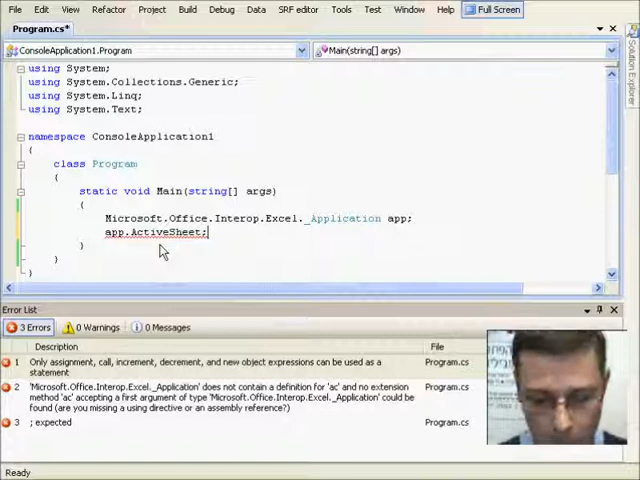 File View Refactor Project Build Debug Data SRF editor Tools Test Window Help Full Screen
Program.cs*
ConsoleApplication1.Program Main(string[] args)
using System;
using System.Collections.Generic;
using System.Linq;
using System.Text;
namespace ConsoleApplication1
{
class Program
{
static void Main(string[] args)
{
Microsoft.Office.Interop.Excel._Application app;
app.ActiveSheet;
}
}
}
Solution Explorer
Error List
3 Errors 0 Warnings 0 Messages
Description File
1 Only assignment, call, increment, decrement, and new object expressions can be used as a statement Program.cs
2 'Microsoft.Office.Interop.Excel._Application' does not contain a definition for 'ac' and no extension method 'ac' accepting a first argument of type 'Microsoft.Office.Interop.Excel._Application' could be found (are you missing a using directive or an assembly reference?) Program.cs
3 ; expected Program.cs
Ready